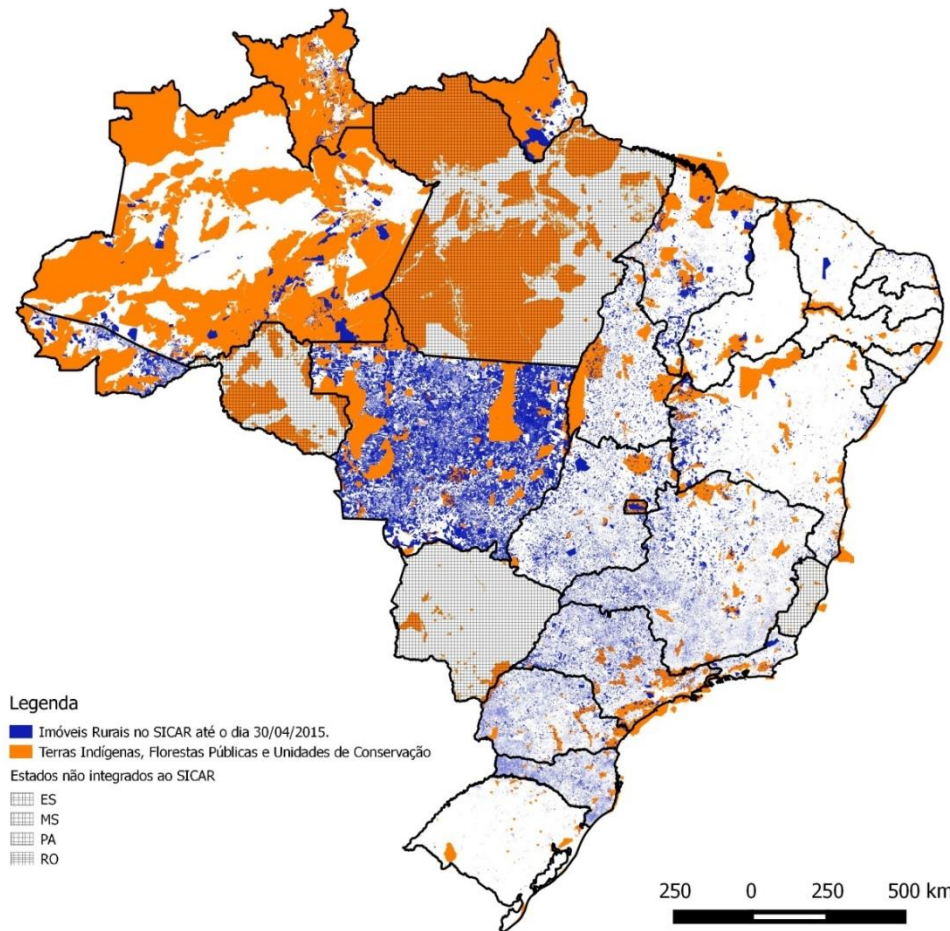 Legenda
Imóveis Rurais no SICAR até o dia 30/04/2015.
Terras Indígenas, Florestas Públicas e Unidades de Conservação
Estados não integrados ao SICAR
ES
MS
PA
RO
250 0 250 500 km